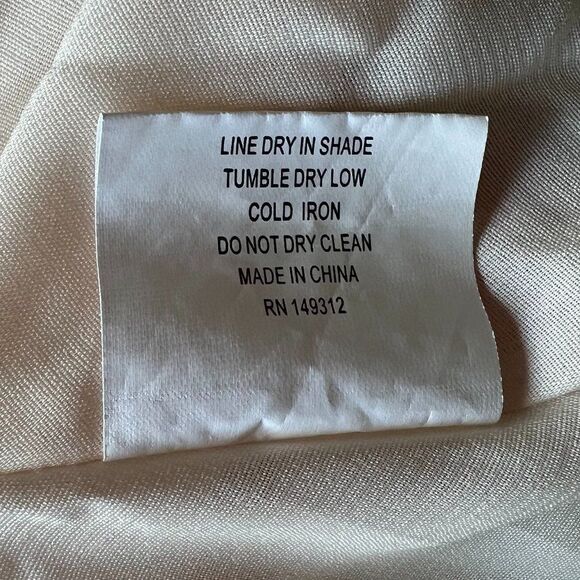 LINE DRY IN SHADE
TUMBLE DRY LOW
COLD IRON
DO NOT DRY CLEAN
MADE IN CHINA
RN 149312